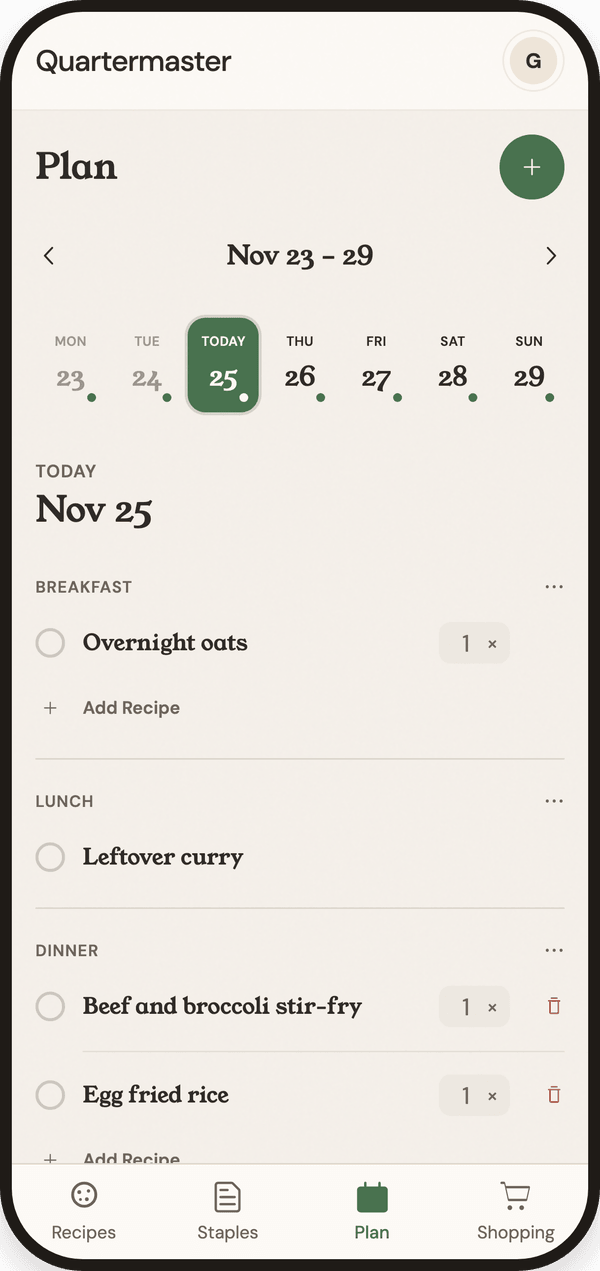 Quartermaster
G
Plan
+
Nov 23 – 29
MON TUE TODAY THU FRI SAT SUN
23 24 25 26 27 28 29
TODAY
Nov 25
BREAKFAST ...
Overnight oats 1 ×
+ Add Recipe
LUNCH ...
Leftover curry
DINNER ...
Beef and broccoli stir-fry 1 ×
Egg fried rice 1 ×
+ Add Recipe
Recipes Staples Plan Shopping